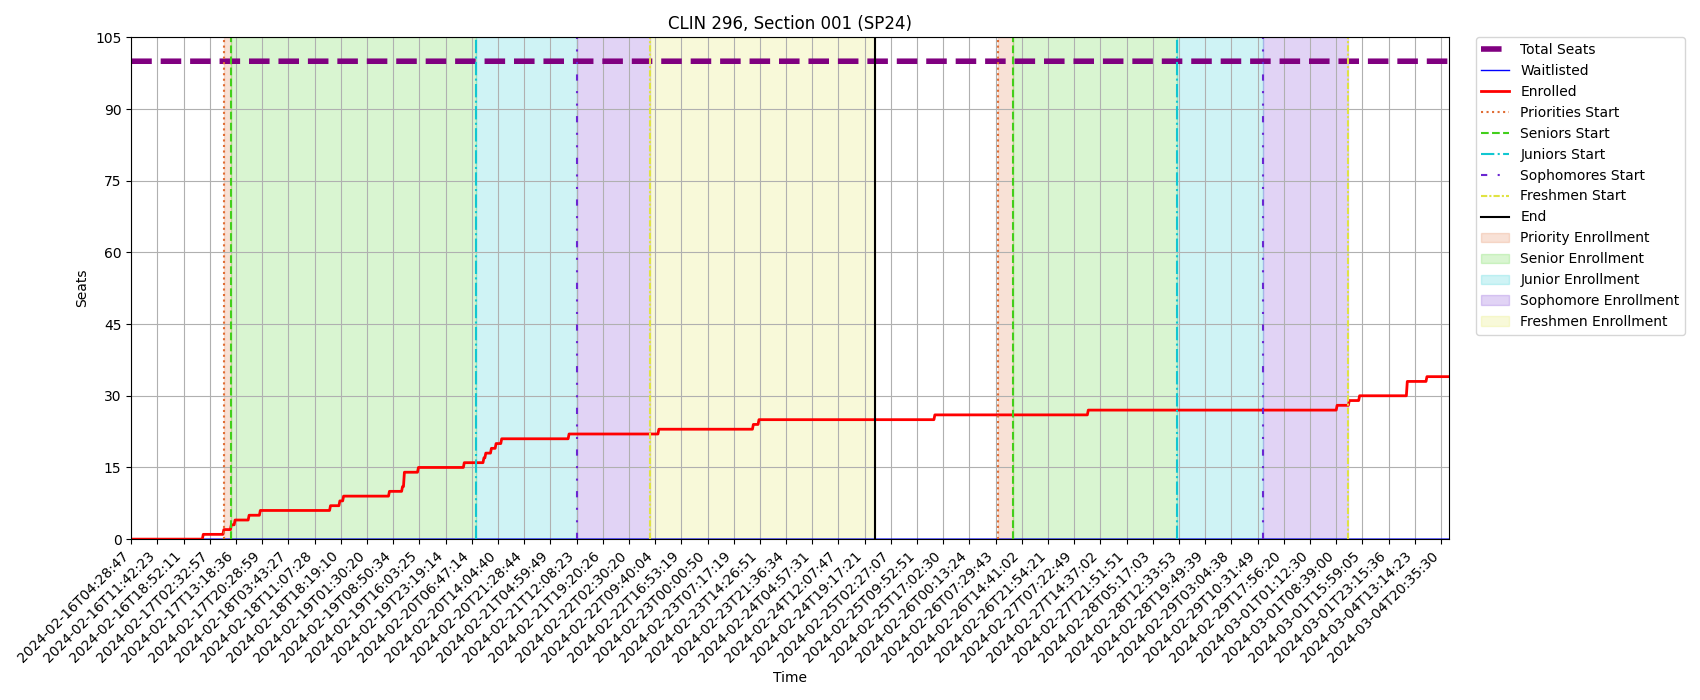 CLIN 296, Section 001 (SP24)
105
90
75
60
45
30
15
0
Seats
2024-02-16T04:28:47
2024-02-16T11:42:23
2024-02-16T18:52:11
2024-02-17T02:32:57
2024-02-17T13:18:36
2024-02-17T20:28:59
2024-02-18T03:43:27
2024-02-18T11:07:28
2024-02-18T18:19:10
2024-02-19T01:30:20
2024-02-19T08:50:34
2024-02-19T16:03:25
2024-02-19T23:19:14
2024-02-20T06:47:14
2024-02-20T14:04:40
2024-02-20T21:28:44
2024-02-21T04:59:49
2024-02-21T12:08:23
2024-02-21T19:20:26
2024-02-22T02:30:20
2024-02-22T09:40:04
2024-02-22T16:53:19
2024-02-23T00:00:50
2024-02-23T07:17:19
2024-02-23T14:26:51
2024-02-23T21:36:34
2024-02-24T04:57:31
2024-02-24T12:07:47
2024-02-24T19:17:21
2024-02-25T02:27:07
2024-02-25T09:52:51
2024-02-25T17:02:30
2024-02-26T00:13:24
2024-02-26T07:29:43
2024-02-26T14:41:02
2024-02-26T21:54:21
2024-02-27T07:22:49
2024-02-27T14:37:02
2024-02-27T21:51:51
2024-02-28T05:17:03
2024-02-28T12:33:53
2024-02-28T19:49:39
2024-02-29T03:04:38
2024-02-29T10:31:49
2024-02-29T17:56:20
2024-03-01T01:12:30
2024-03-01T08:39:00
2024-03-01T15:59:05
2024-03-01T23:15:36
2024-03-04T13:14:23
2024-03-04T20:35:30
Time
Total Seats
Waitlisted
Enrolled
Priorities Start
Seniors Start
Juniors Start
Sophomores Start
Freshmen Start
End
Priority Enrollment
Senior Enrollment
Junior Enrollment
Sophomore Enrollment
Freshmen Enrollment